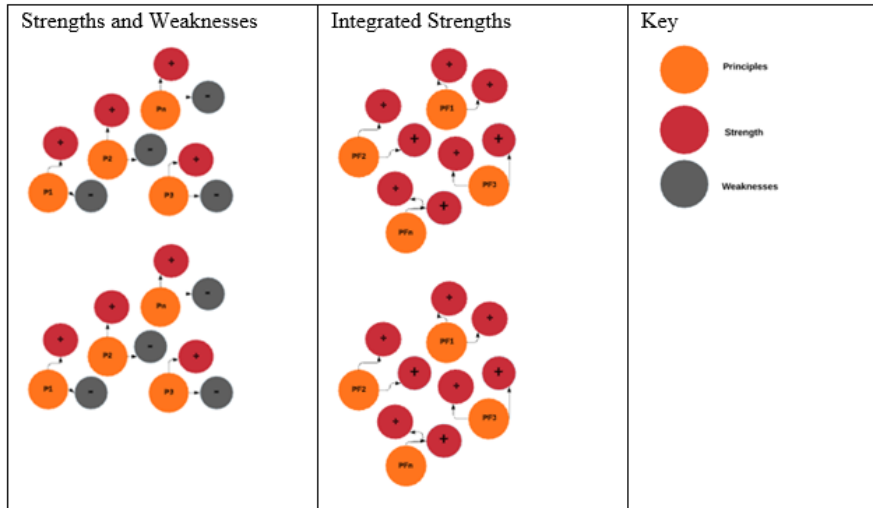 Strengths and Weaknesses
+
+
Pn
-
+
+
P2
-
+
P1
-
P3
-
+
Pn
-
+
+
P2
-
+
P1
-
P3
-
Integrated Strengths
+
+
PF1
+
+
+
+
PF2
PF3
+
+
PFn
+
+
PF1
+
+
+
+
PF2
PF3
+
+
PFn
Key
Principles
Strength
Weaknesses